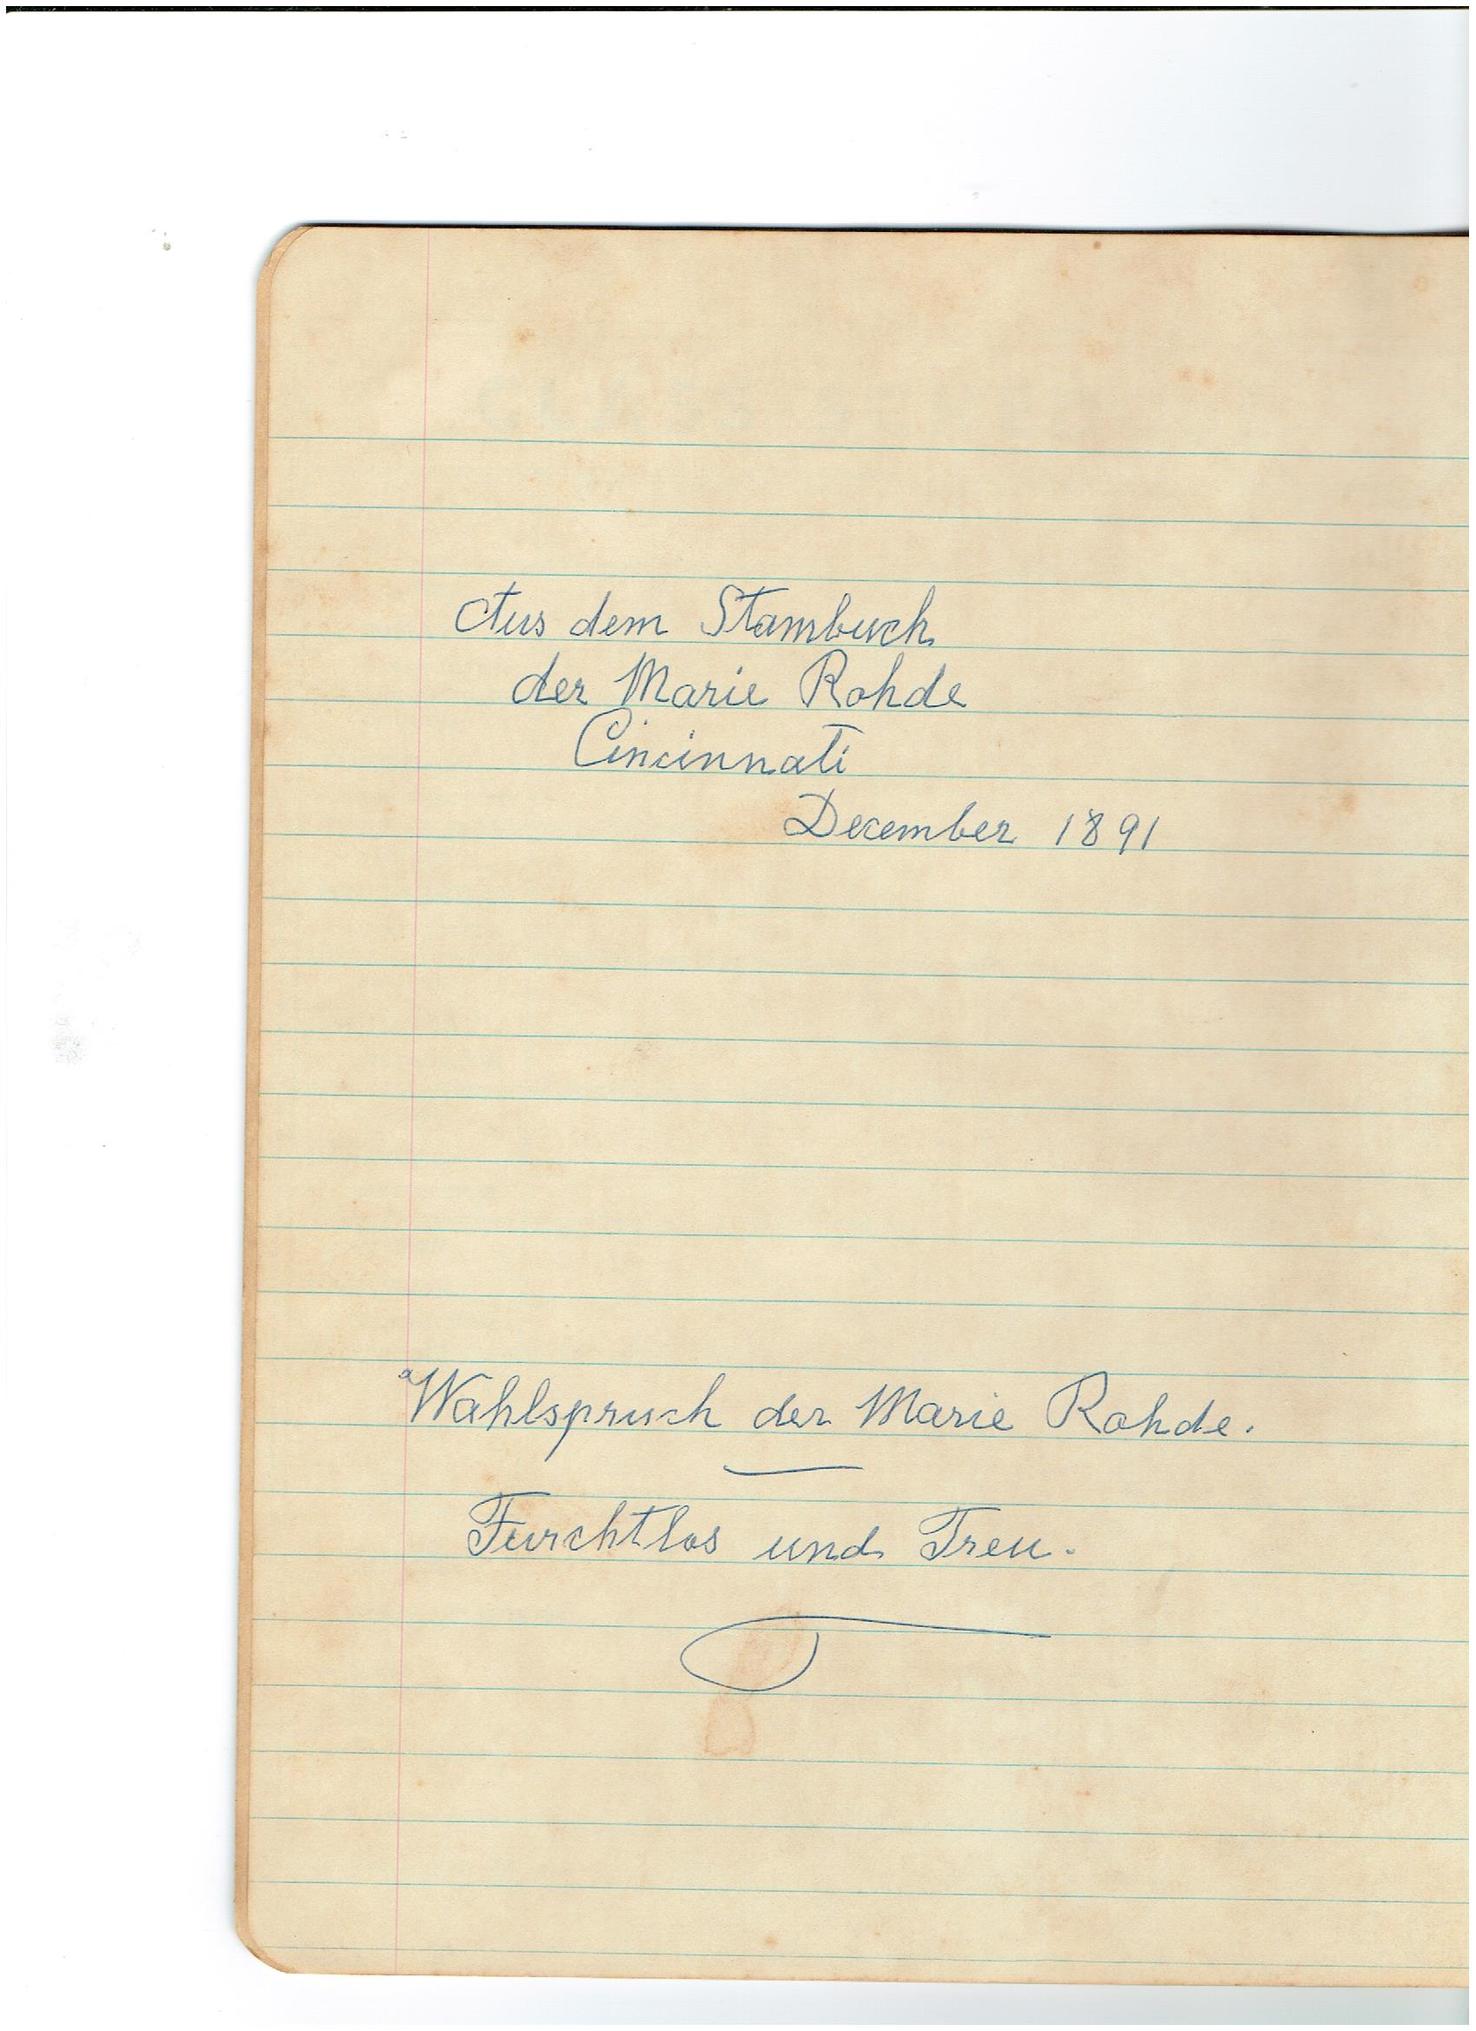 Aus dem Stambuch
der Marie Rohde
Cincinnati
December 1891
Wahlspruch der Marie Rohde.
Furchtlos und Treu.